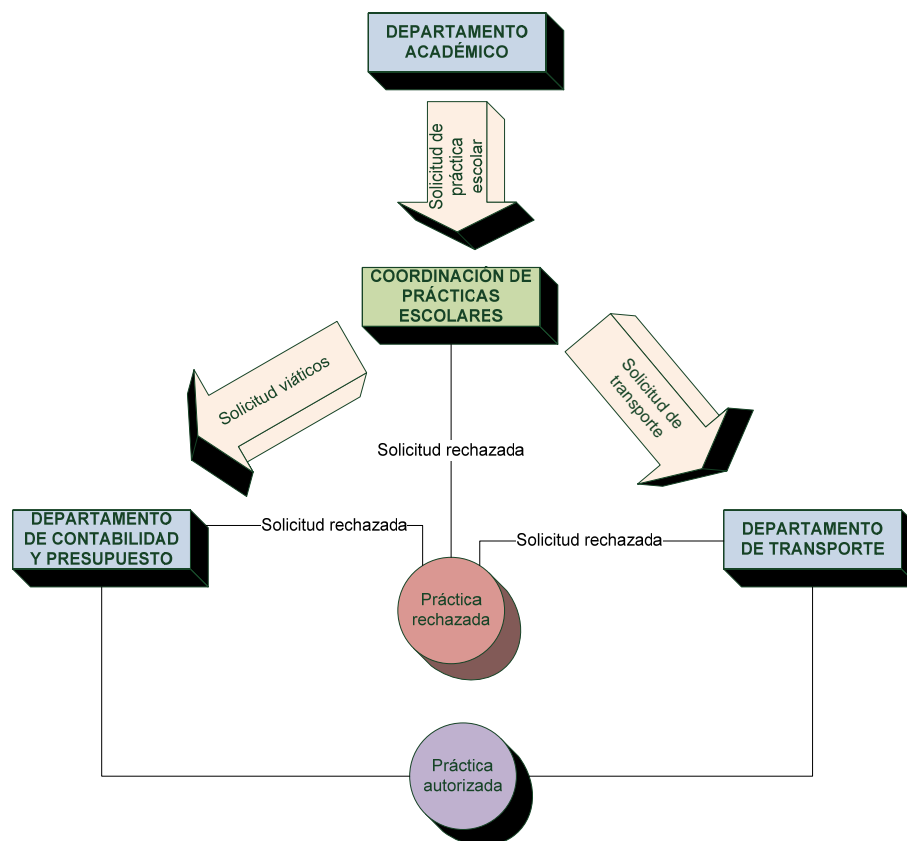 DEPARTAMENTO
ACADÉMICO
Solicitud de
práctica
escolar
COORDINACIÓN DE
PRÁCTICAS
ESCOLARES
Solicitud viáticos
Solicitud de
transporte
Solicitud rechazada
DEPARTAMENTO
DE CONTABILIDAD
Y PRESUPUESTO
Solicitud rechazada
Solicitud rechazada
DEPARTAMENTO
DE TRANSPORTE
Práctica
rechazada
Práctica
autorizada